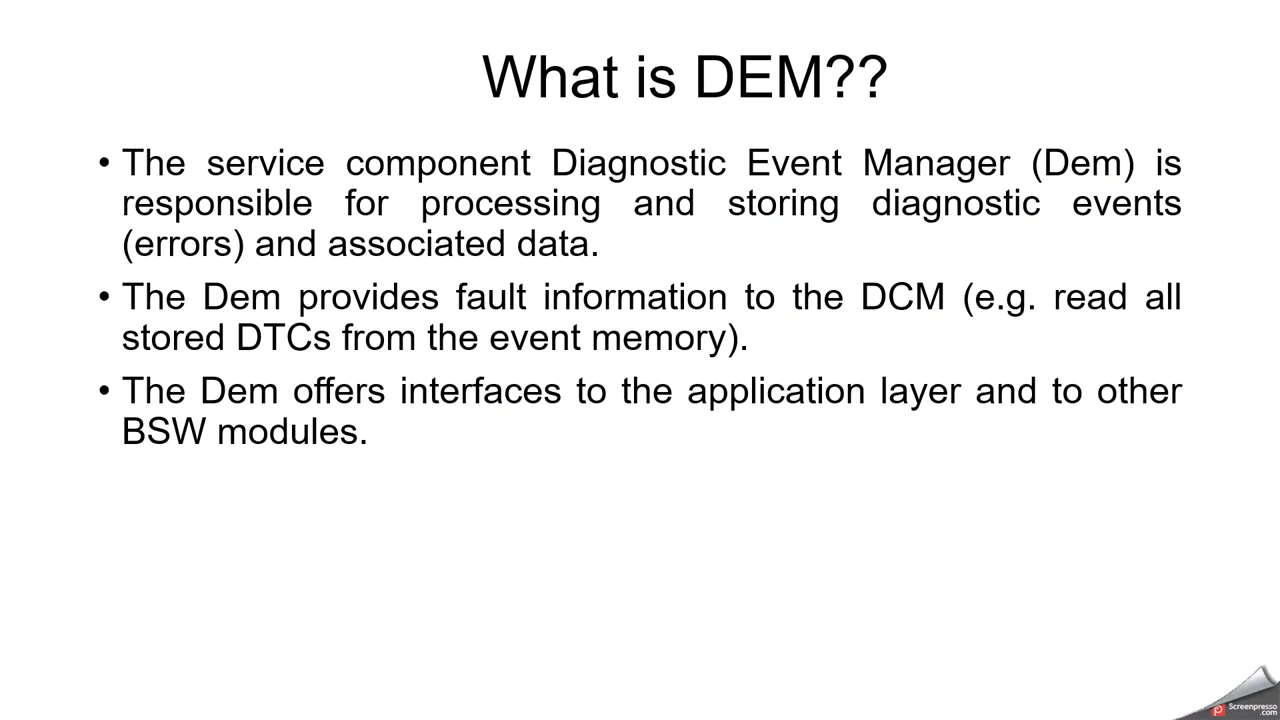 What is DEM??
• The service component Diagnostic Event Manager (Dem) is
responsible for processing and storing diagnostic events
(errors) and associated data.
• The Dem provides fault information to the DCM (e.g. read all
stored DTCs from the event memory).
• The Dem offers interfaces to the application layer and to other
BSW modules.
Screenpresso
.com